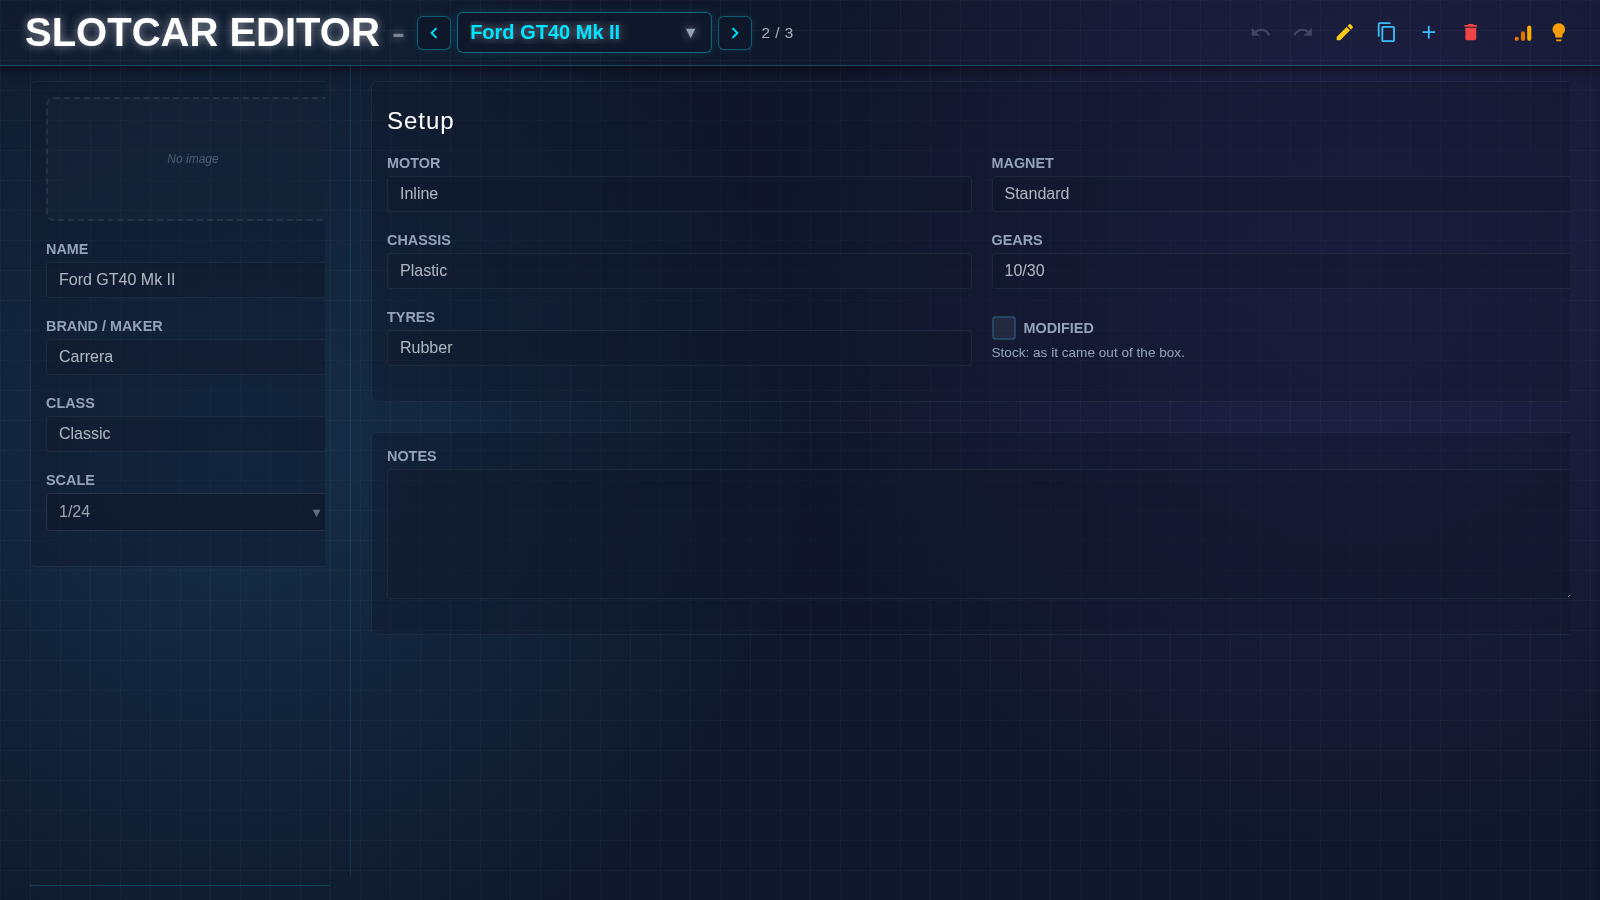 SLOTCAR EDITOR - Ford GT40 Mk II 2 / 3
No image
NAME
Ford GT40 Mk II
BRAND / MAKER
Carrera
CLASS
Classic
SCALE
1/24
Setup
MOTOR
Inline
MAGNET
Standard
CHASSIS
Plastic
GEARS
10/30
TYRES
Rubber
MODIFIED
Stock: as it came out of the box.
NOTES